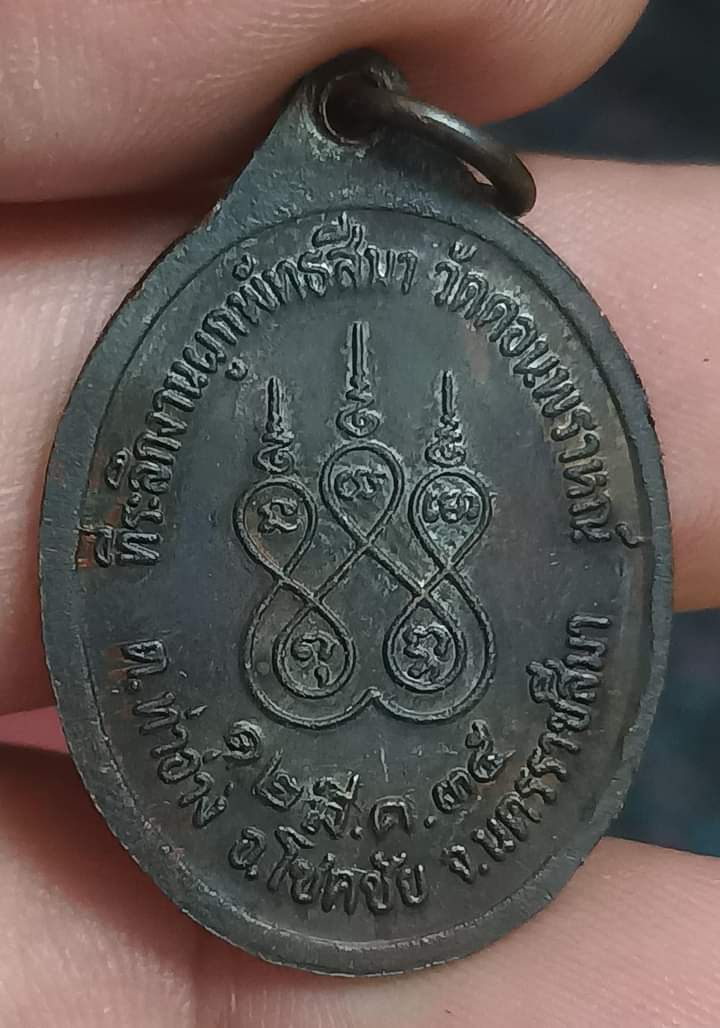 ที่ระลึกงานผูกพัทธสีมา วัดดอนพราหมณ์
๑๒ มี.ค. ๓๕
ต.ท่าอ่าง อ.โชคชัย จ.นครราชสีมา